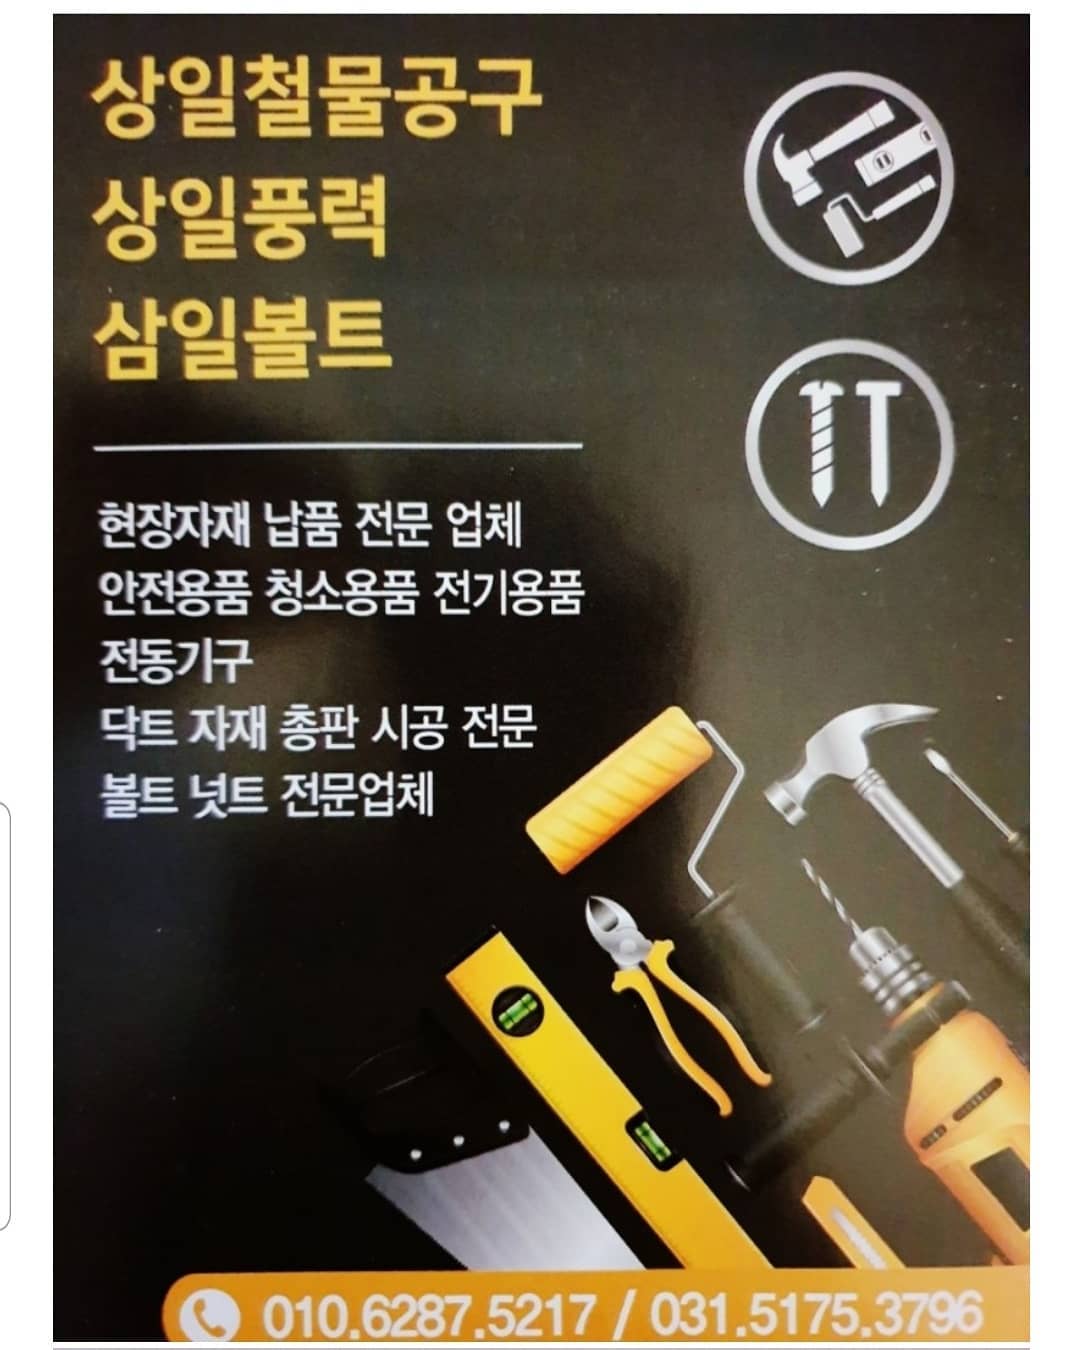 상일철물공구
상일풍력
삼일볼트
현장자재 납품 전문 업체
안전용품 청소용품 전기용품
전동기구
닥트 자재 총판 시공 전문
볼트 넛트 전문업체
010.6287.5217 / 031.5175.3796